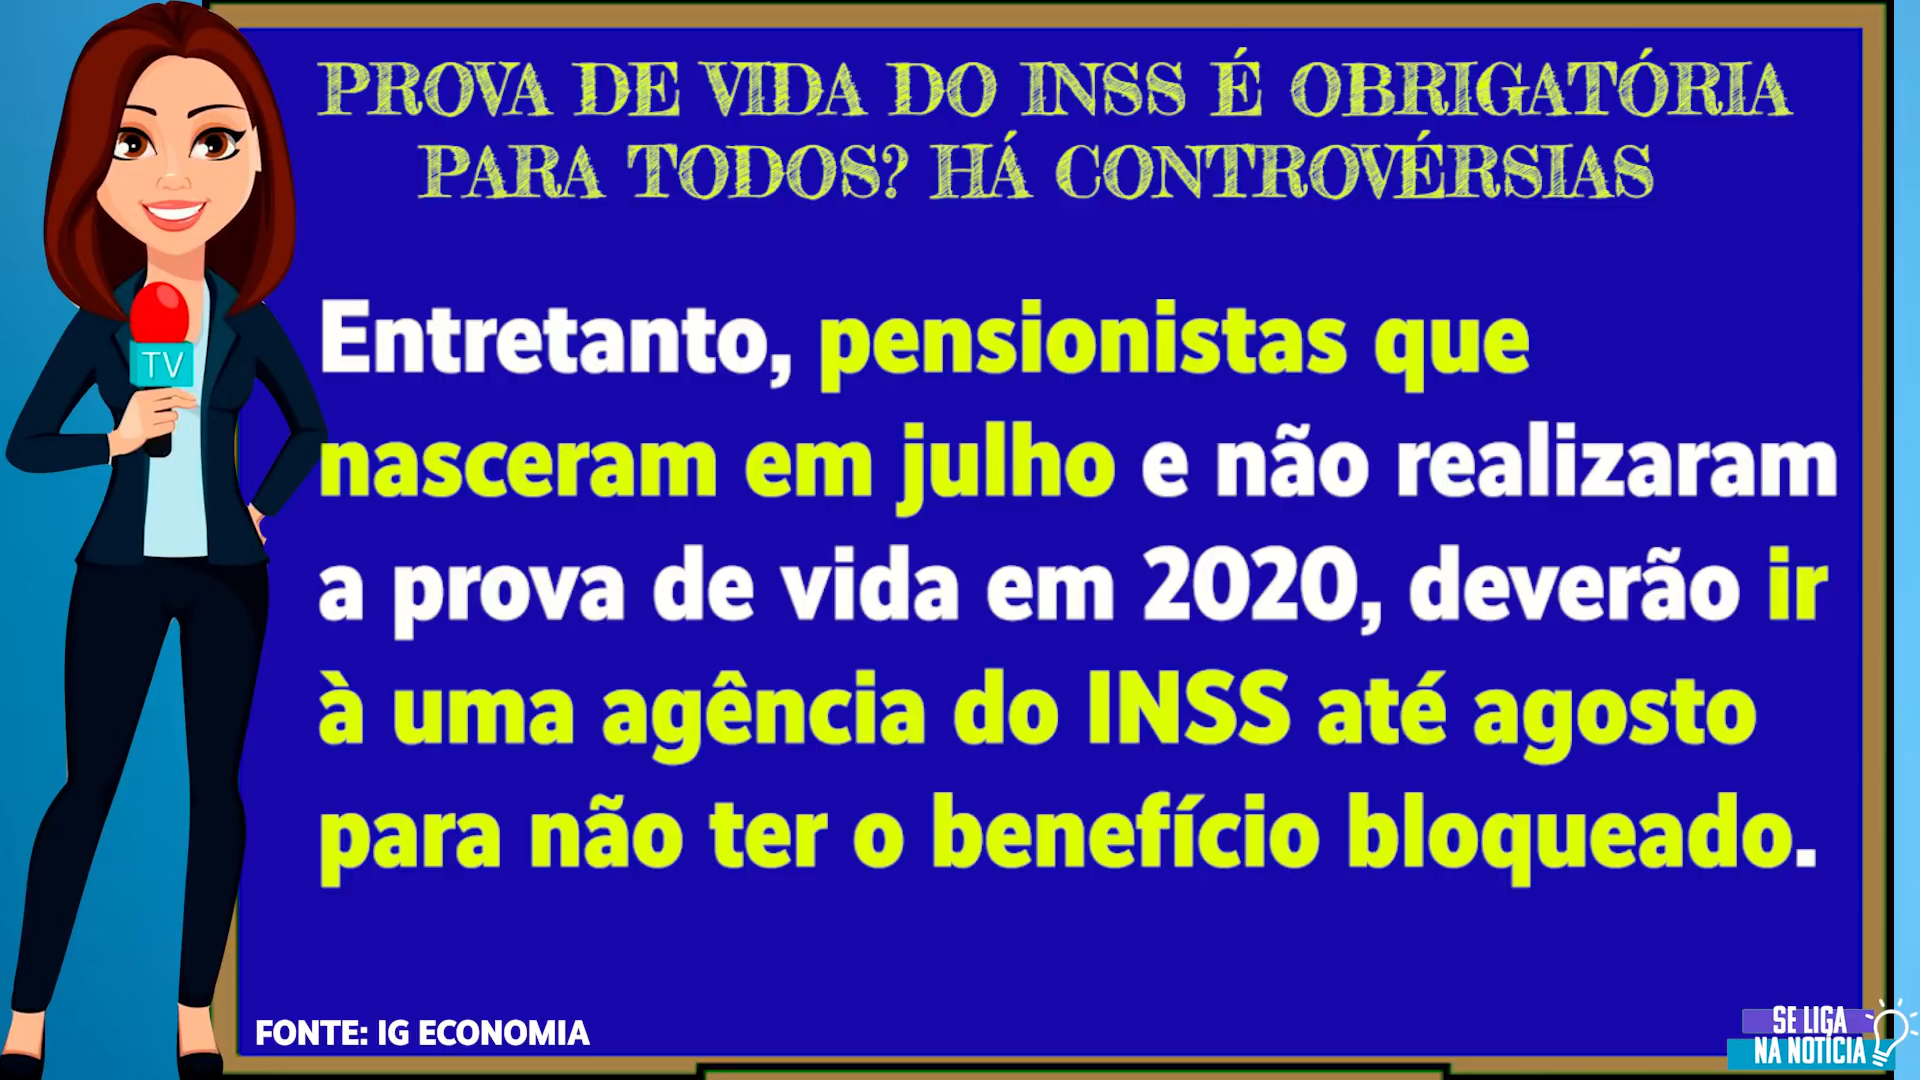 PROVA DE VIDA DO INSS É OBRIGATÓRIA
PARA TODOS? HÁ CONTROVÉRSIAS
TV
Entretanto, pensionistas que
nasceram em julho e não realizaram
a prova de vida em 2020, deverão ir
à uma agência do INSS até agosto
para não ter o benefício bloqueado.
FONTE: IG ECONOMIA
SE LIGA
NA NOTÍCIA